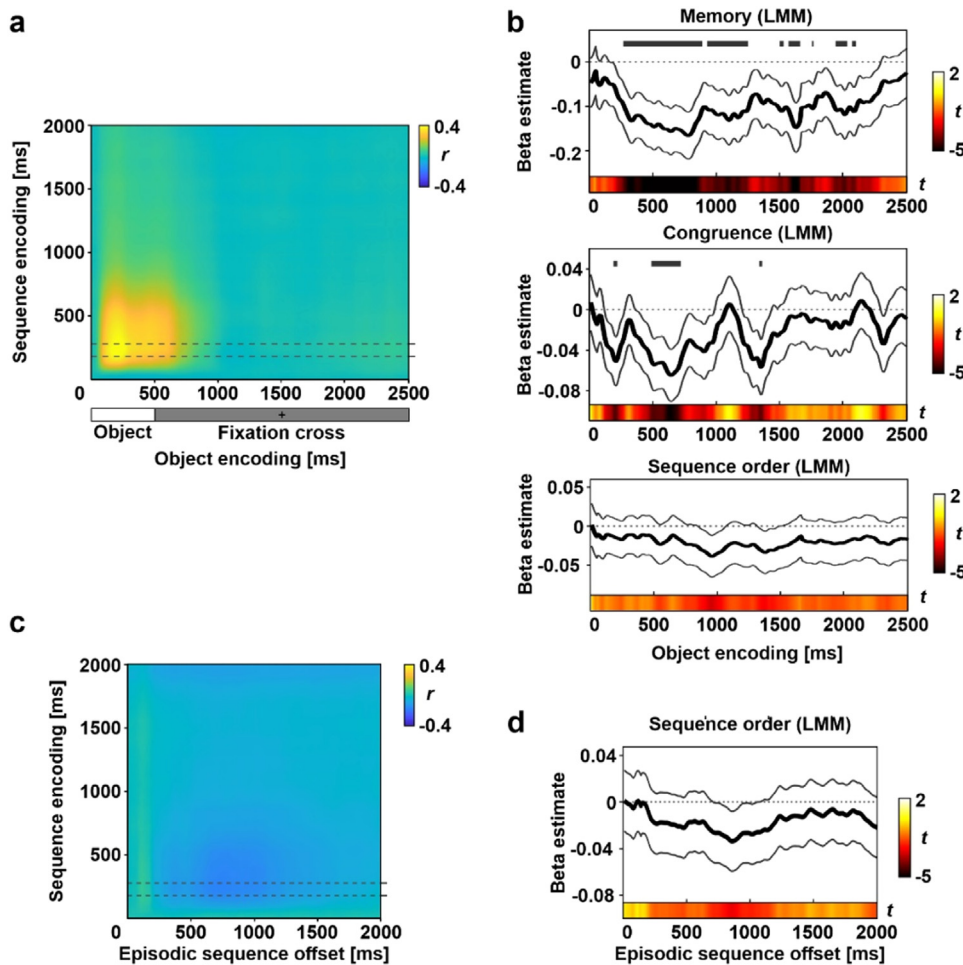 a
2000
1500
1000
500
Sequence encoding [ms]
0.4
r
-0.4
0 500 1000 1500 2000 2500
+
Object Fixation cross
Object encoding [ms]
b
Memory (LMM)
0
-0.1
-0.2
Beta estimate
2
-5
t
0 500 1000 1500 2000 2500
Congruence (LMM)
0.04
0
-0.04
-0.08
Beta estimate
2
t
-5
t
0 500 1000 1500 2000 2500
Sequence order (LMM)
0.05
0
-0.05
Beta estimate
2
t
-5
t
0 500 1000 1500 2000 2500
Object encoding [ms]
c
2000
1500
1000
500
Sequence encoding [ms]
0.4
r
-0.4
0 500 1000 1500 2000
Episodic sequence offset [ms]
d
Sequence order (LMM)
0.04
0
-0.04
-0.08
Beta estimate
2
t
-5
t
0 500 1000 1500 2000
Episodic sequence offset [ms]